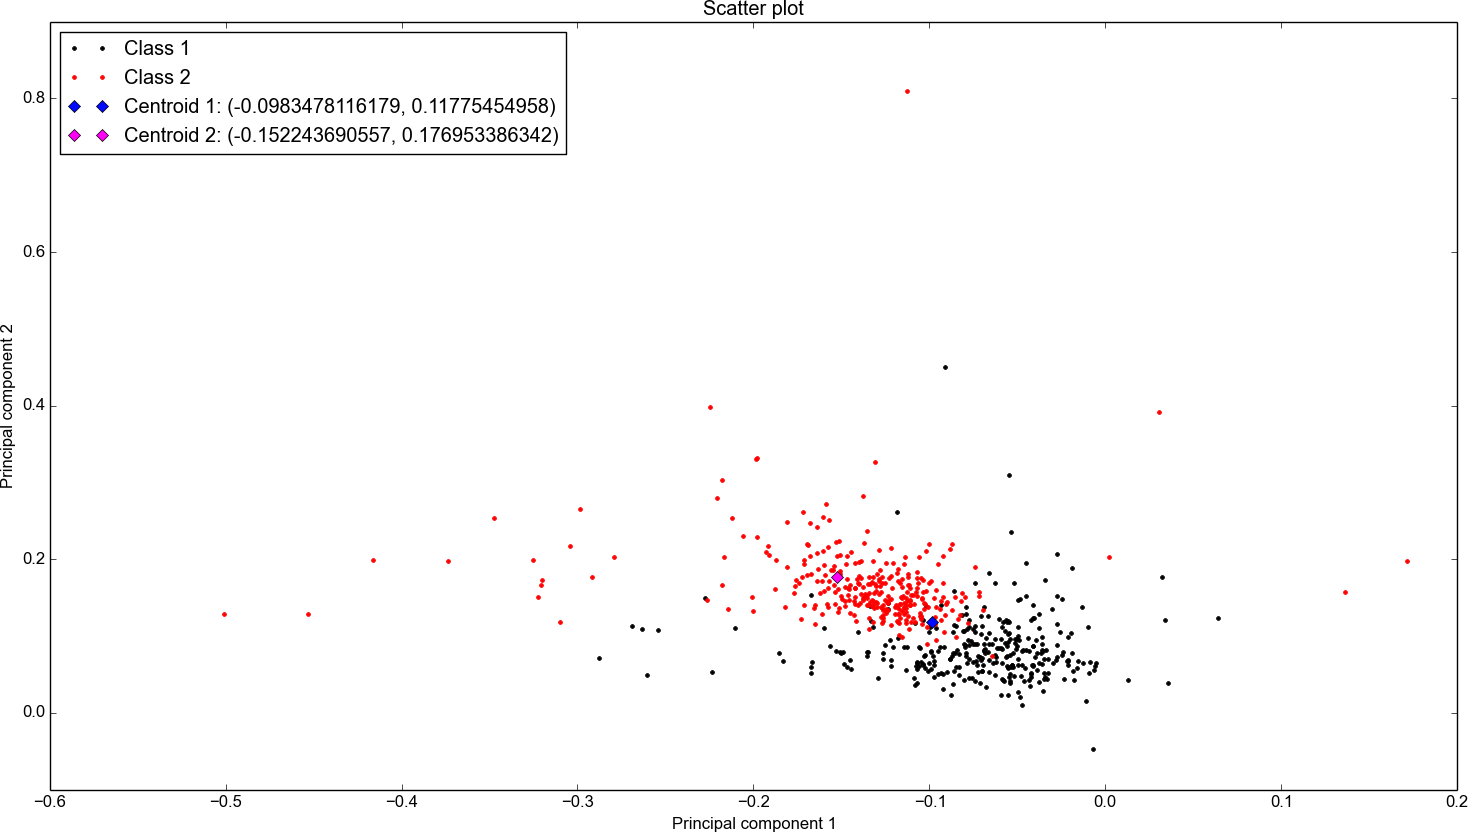 Scatter plot
Class 1
Class 2
Centroid 1: (-0.0983478116179, 0.11775454958)
Centroid 2: (-0.152243690557, 0.176953386342)
0.8
0.6
0.4
0.2
0.0
Principal component 2
−0.6 −0.5 −0.4 −0.3 −0.2 −0.1 0.0 0.1 0.2
Principal component 1